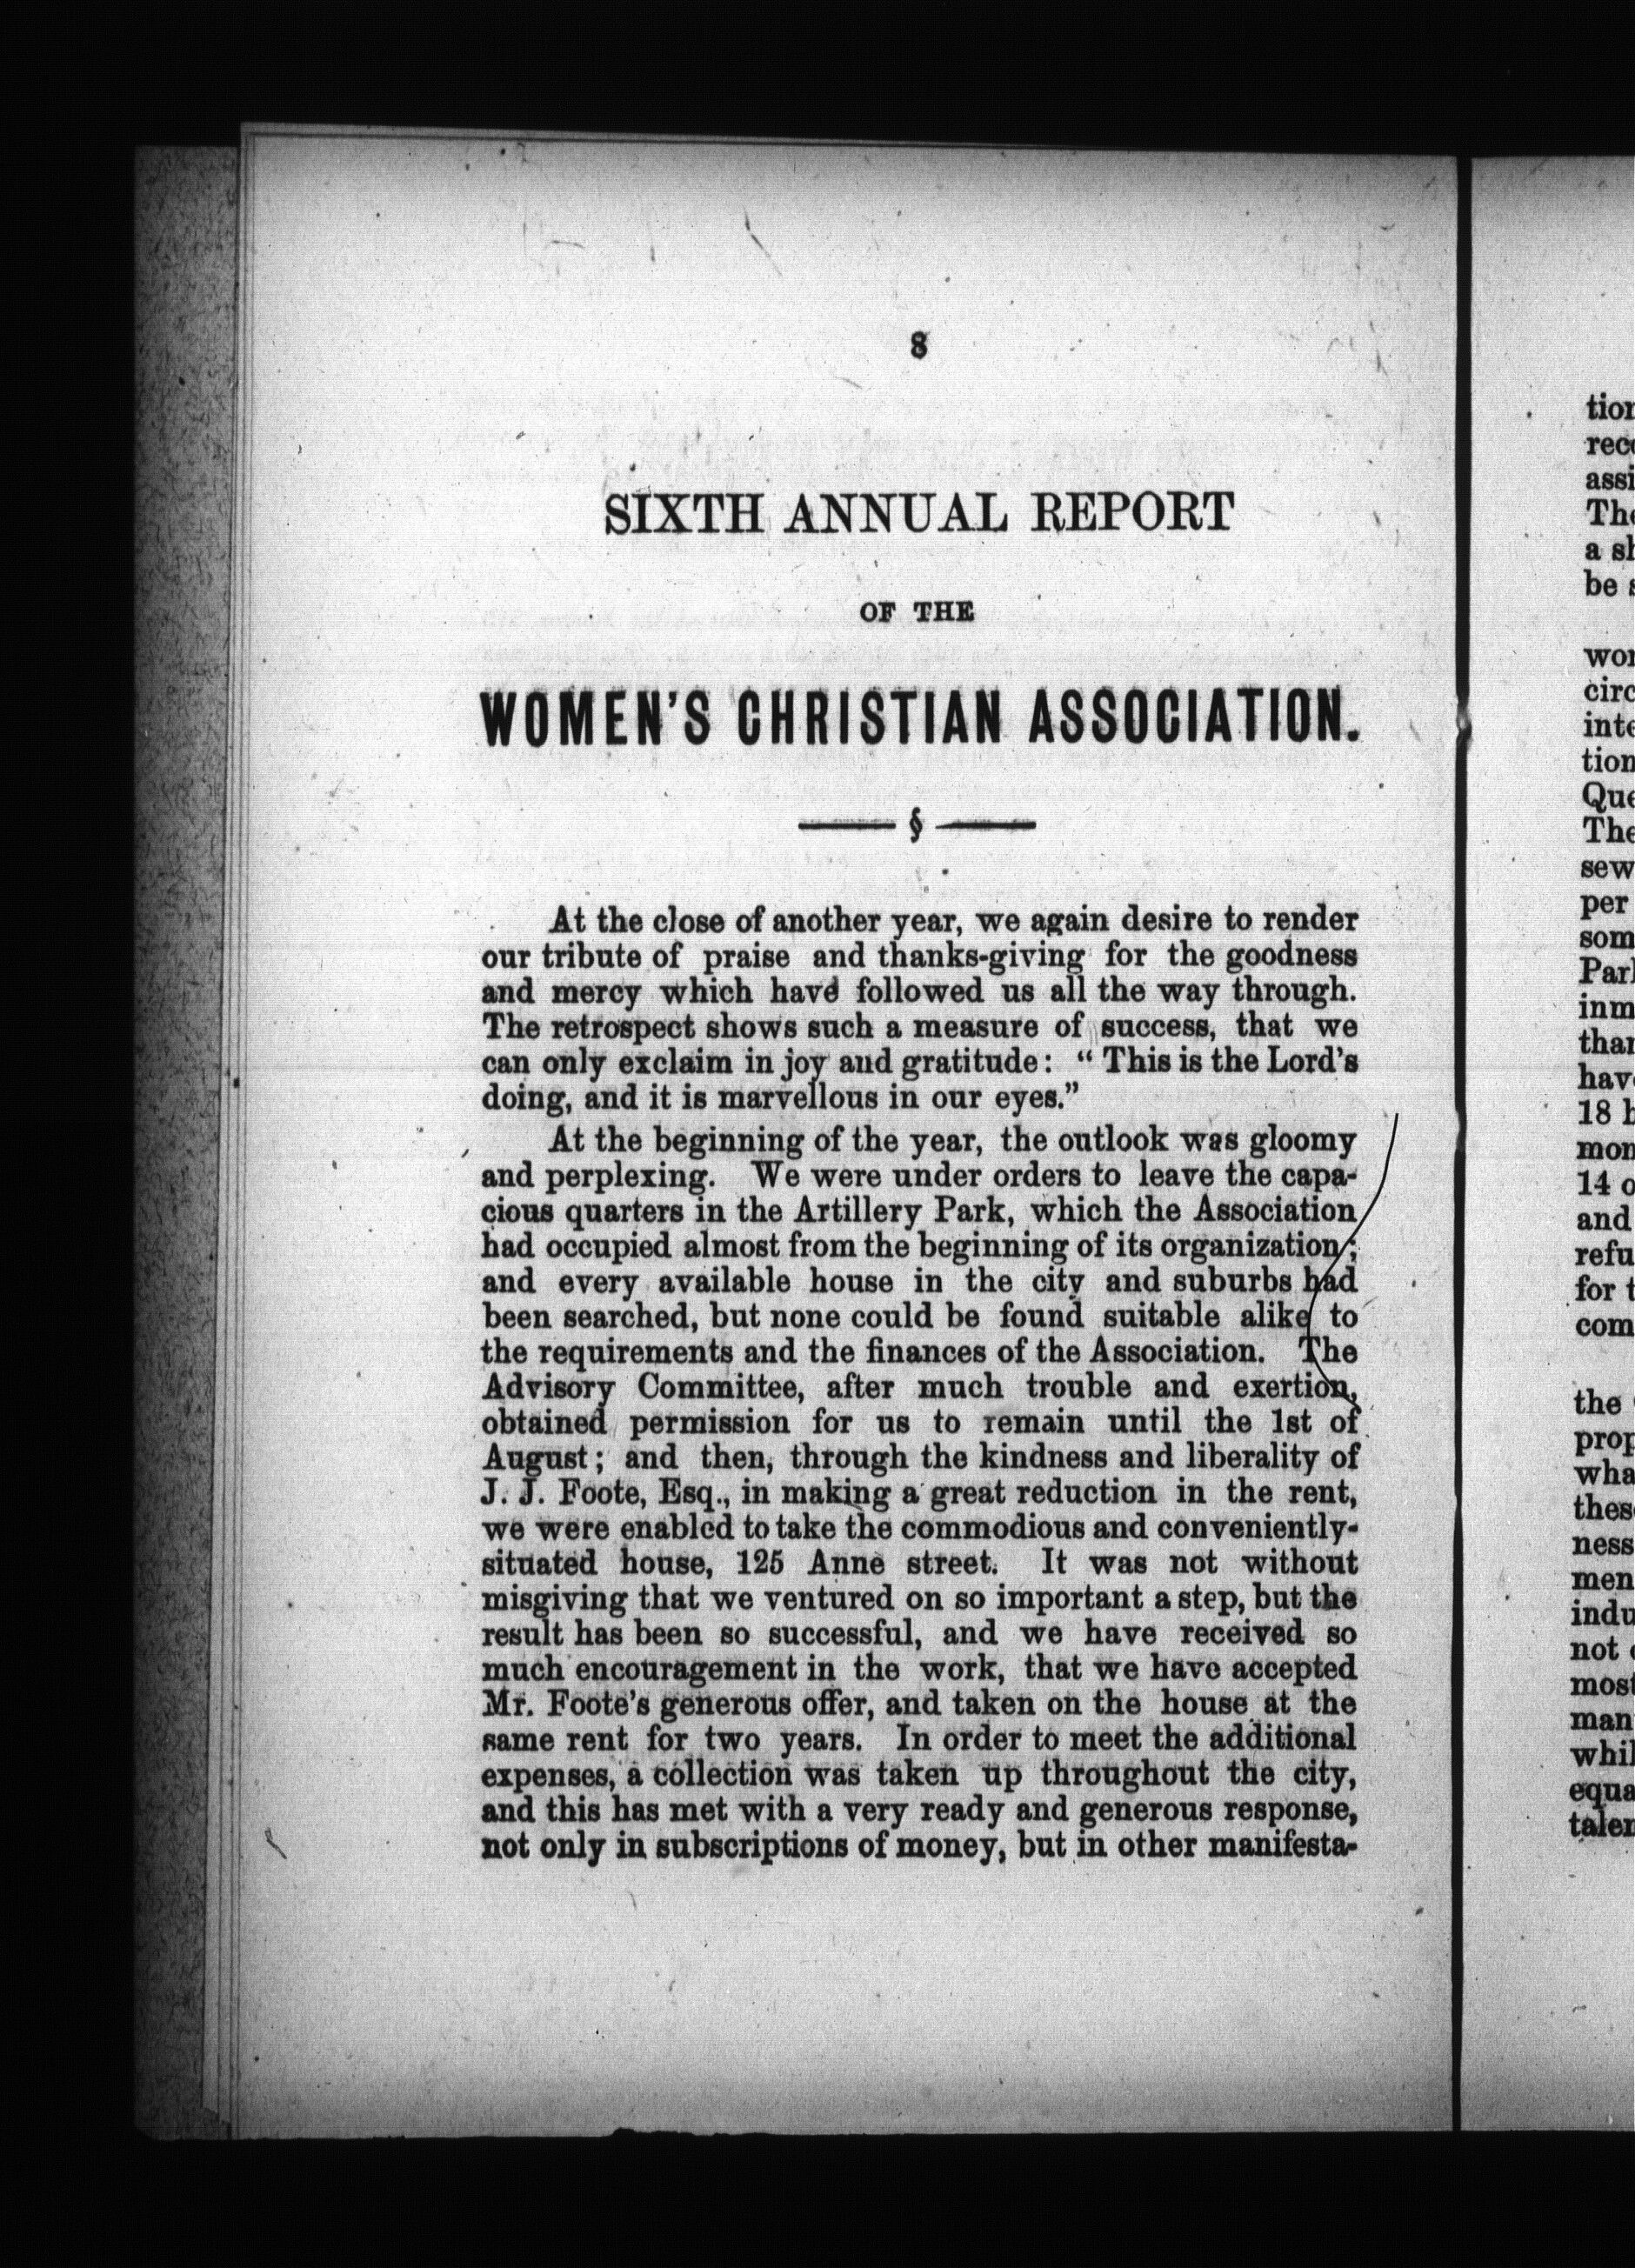 8
SIXTH ANNUAL REPORT
OF THE
WOMEN'S CHRISTIAN ASSOCIATION.
§
At the close of another year, we again desire to render
our tribute of praise and thanks-giving for the goodness
and mercy which have followed us all the way through.
The retrospect shows such a measure of success, that we
can only exclaim in joy and gratitude: “ This is the Lord's
doing, and it is marvellous in our eyes.”
At the beginning of the year, the outlook was gloomy
and perplexing. We were under orders to leave the capa-
cious quarters in the Artillery Park, which the Association
had occupied almost from the beginning of its organization;
and every available house in the city and suburbs had
been searched, but none could be found suitable alike to
the requirements and the finances of the Association. The
Advisory Committee, after much trouble and exertion,
obtained permission for us to remain until the 1st of
August; and then, through the kindness and liberality of
J. J. Foote, Esq., in making a great reduction in the rent,
we were enabled to take the commodious and conveniently-
situated house, 125 Anne street. It was not without
misgiving that we ventured on so important a step, but the
result has been so successful, and we have received so
much encouragement in the work, that we have accepted
Mr. Foote's generous offer, and taken on the house at the
same rent for two years. In order to meet the additional
expenses, a collection was taken up throughout the city,
and this has met with a very ready and generous response,
not only in subscriptions of money, but in other manifesta-
The
a
be
The
sew
per
18
14
and
for
the
not